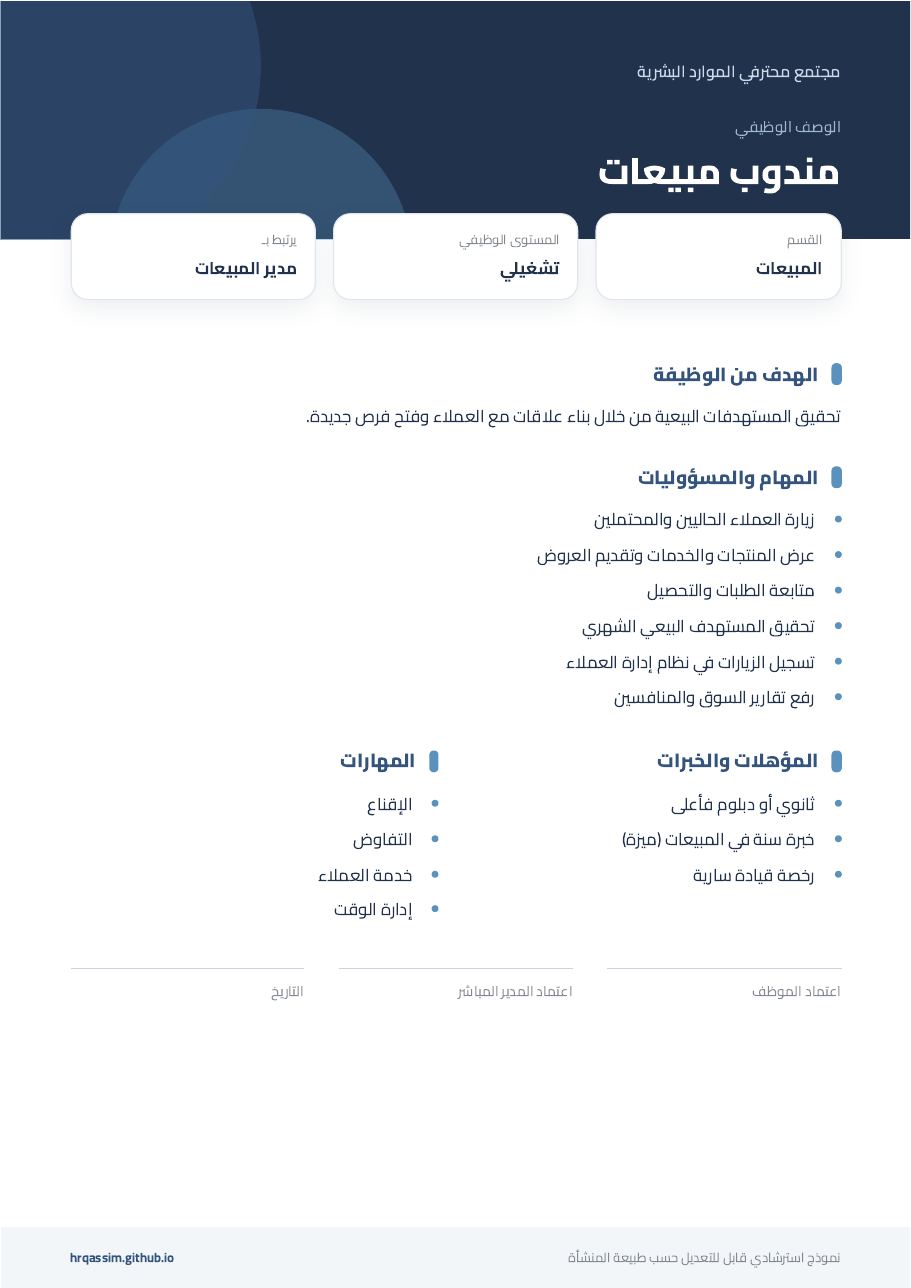 مجتمع محترفي الموارد البشرية
الوصف الوظيفي
مندوب مبيعات
القسم
المبيعات
المستوى الوظيفي
تشغيلي
يرتبط بـ
مدير المبيعات
الهدف من الوظيفة
تحقيق المستهدفات البيعية من خلال بناء علاقات مع العملاء وفتح فرص جديدة.
المهام والمسؤوليات
زيارة العملاء الحاليين والمحتملين
عرض المنتجات والخدمات وتقديم العروض
متابعة الطلبات والتحصيل
تحقيق المستهدف البيعي الشهري
تسجيل الزيارات في نظام إدارة العملاء
رفع تقارير السوق والمنافسين
المؤهلات والخبرات
ثانوي أو دبلوم فأعلى
خبرة سنة في المبيعات (ميزة)
رخصة قيادة سارية
المهارات
الإقناع
التفاوض
خدمة العملاء
إدارة الوقت
اعتماد الموظف
اعتماد المدير المباشر
التاريخ
نموذج استرشادي قابل للتعديل حسب طبيعة المنشأة
hrqassim.github.io